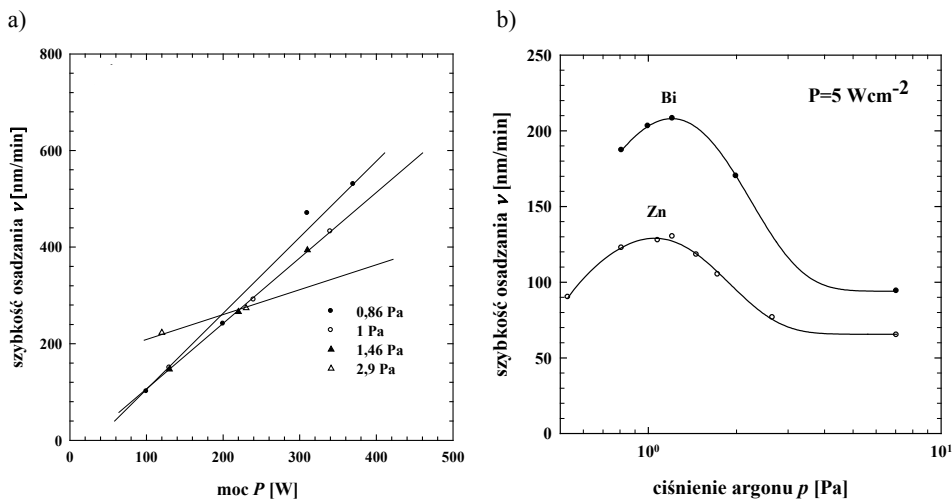 a)
800
600
400
200
0
0 100 200 300 400 500
szybkość osadzania ν [nm/min]
moc P [W]
0,86 Pa
1 Pa
1,46 Pa
2,9 Pa
b)
250
200
150
100
50
0
10⁰ 10¹
szybkość osadzania ν [nm/min]
ciśnienie argonu p [Pa]
P=5 Wcm⁻²
Bi
Zn